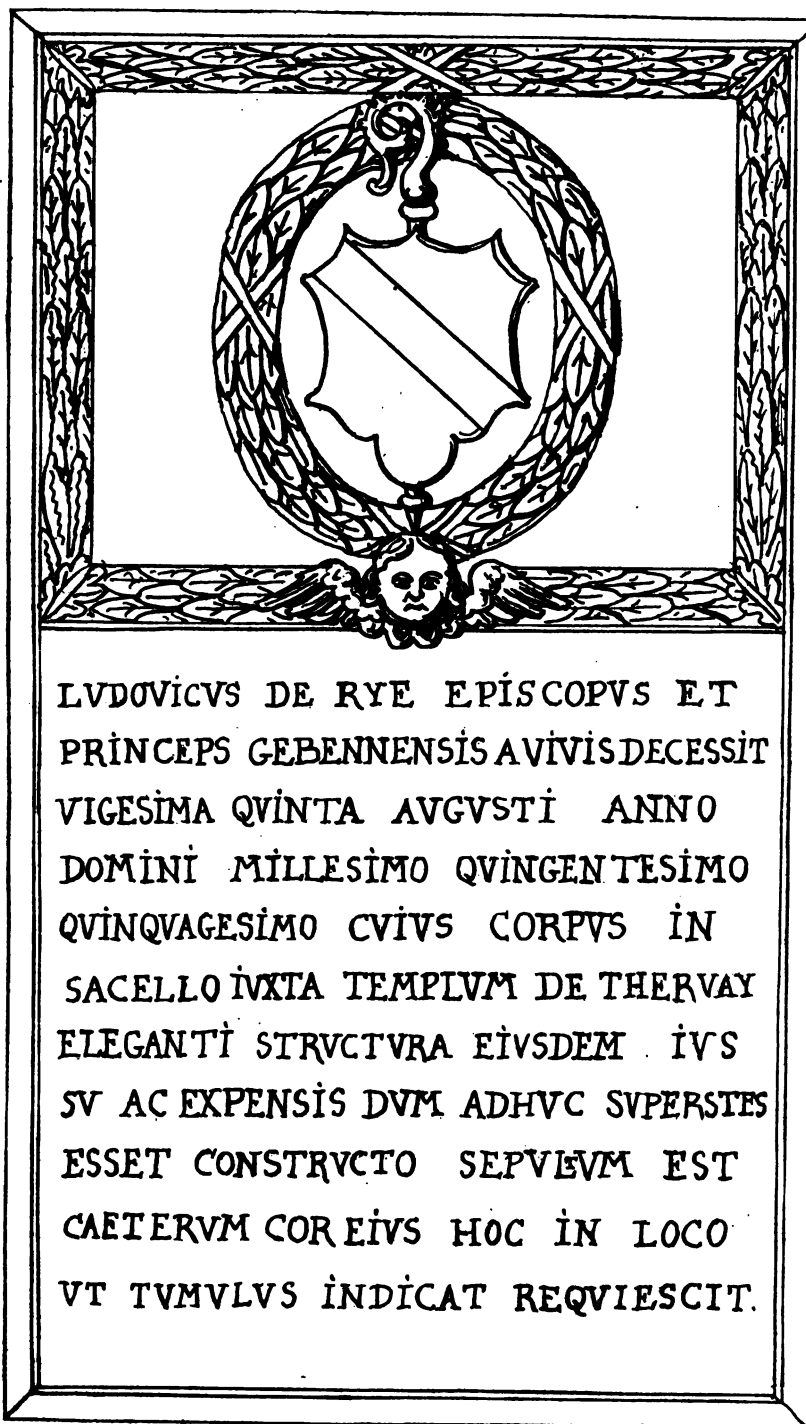 LVDOVICVS DE RYE EPISCOPVS ET
PRINCEPS GEBENNENSIS A VIVIS DECESSIT
VIGESIMA QVINTA AVGVSTI ANNO
DOMINI MILLESIMO QVINGENTESIMO
QVINQVAGESIMO CVIVS CORPVS IN
SACELLO IVXTA TEMPLVM DE THERVAY
ELEGANTI STRVCTVRA EIVSDEM IVS
SV AC EXPENSIS DVM ADHVC SVPERSTES
ESSET CONSTRVCTO SEPVLTVM EST
CAETERVM COR EIVS HOC IN LOCO
VT TVMVLVS INDICAT REQVIESCIT.